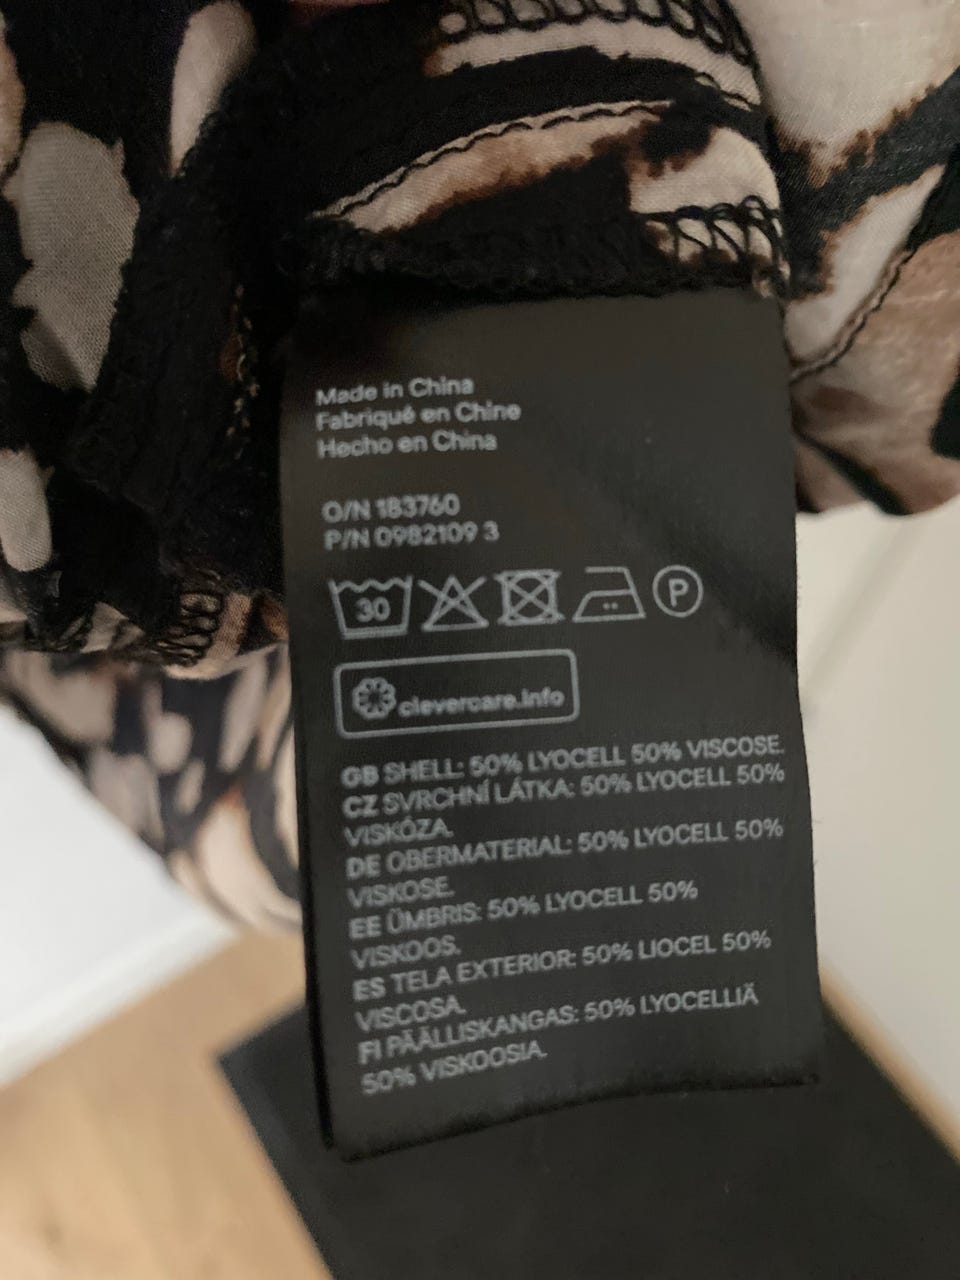 Made in China
Fabriqué en Chine
Hecho en China
O/N 183760
P/N 0982109 3
30 P
clevercare.info
GB SHELL: 50% LYOCELL 50% VISCOSE.
CZ SVRCHNÍ LÁTKA: 50% LYOCELL 50%
VISKÓZA.
DE OBERMATERIAL: 50% LYOCELL 50%
VISKOSE.
EE ÜMBRIS: 50% LYOCELL 50%
VISKOOS.
ES TELA EXTERIOR: 50% LIOCEL 50%
VISCOSA.
FI PÄÄLLISKANGAS: 50% LYOCELLIÄ
50% VISKOOSIA.